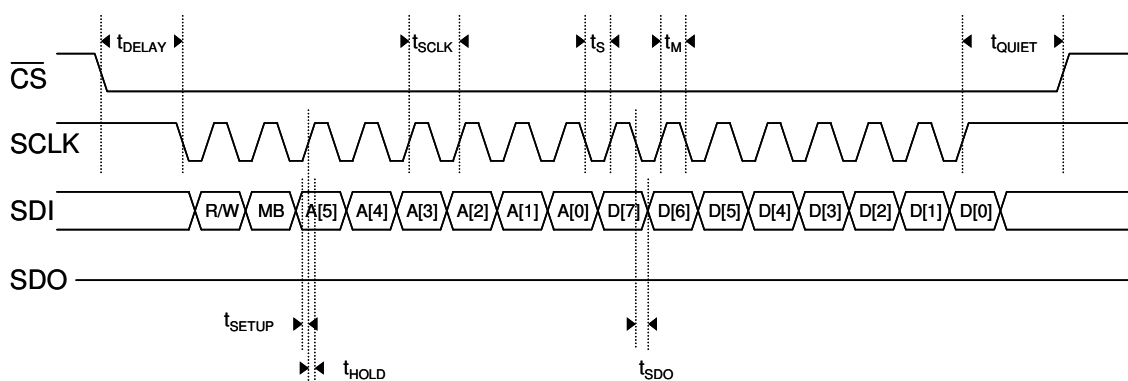 tDELAY tSCLK tS tM tQUIET
CS
SCLK
SDI R/W MB A[5] A[4] A[3] A[2] A[1] A[0] D[7] D[6] D[5] D[4] D[3] D[2] D[1] D[0]
SDO
tSETUP
tHOLD tSDO